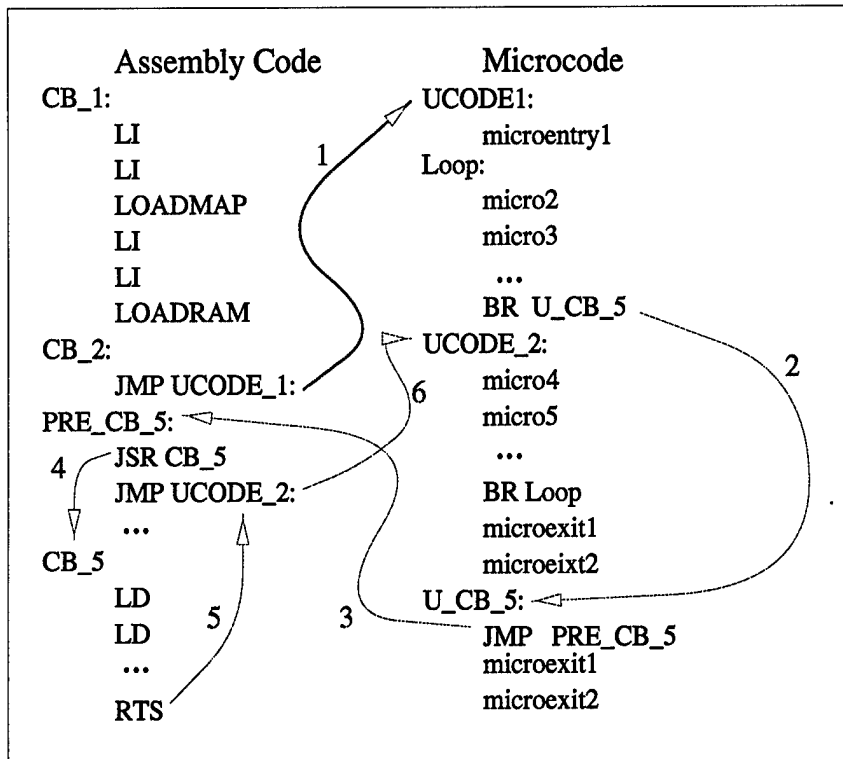 Assembly Code
CB_1:
LI
LI
LOADMAP
LI
LI
LOADRAM
CB_2:
JMP UCODE_1:
PRE_CB_5:
JSR CB_5
JMP UCODE_2:
...
CB_5
LD
LD
...
RTS
Microcode
UCODE1:
microentry1
Loop:
micro2
micro3
...
BR U_CB_5
UCODE_2:
micro4
micro5
...
BR Loop
microexit1
microeixt2
U_CB_5:
JMP PRE_CB_5
microexit1
microexit2
1
2
3
4
5
6